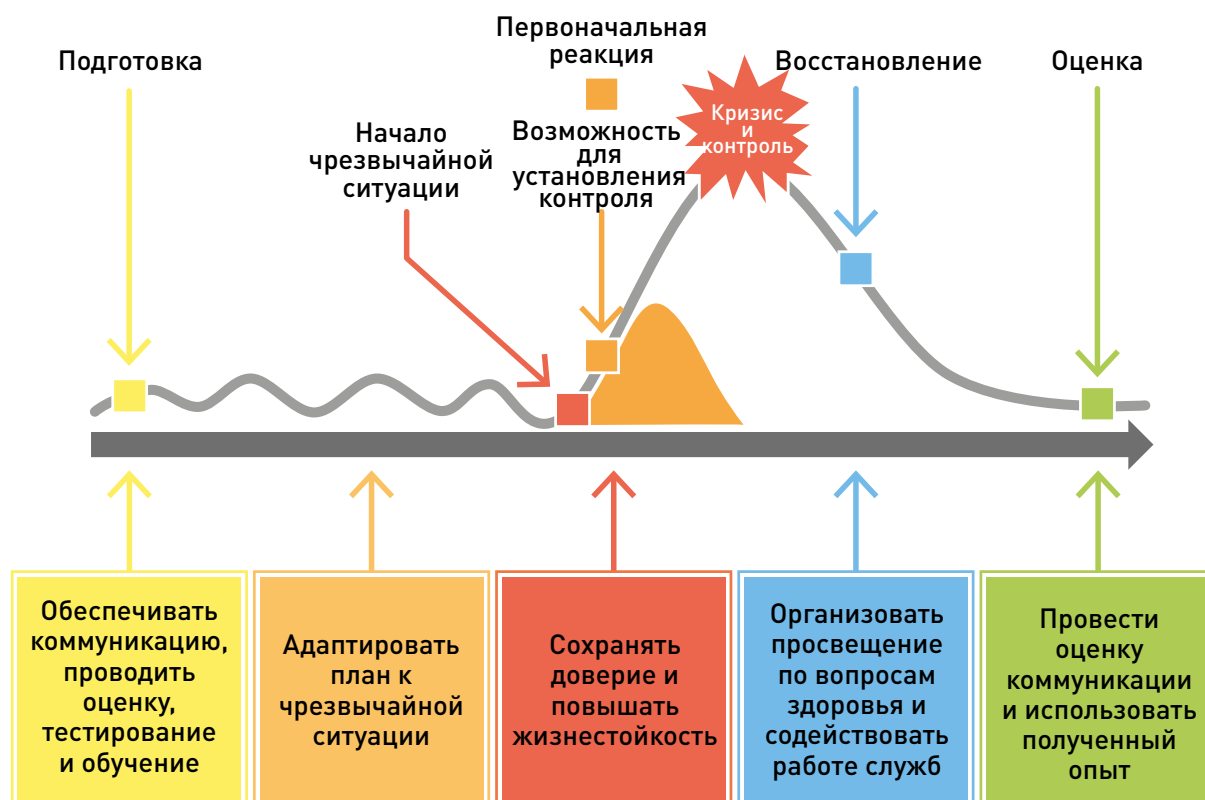 Подготовка
Начало
чрезвычайной
ситуации
Первоначальная
реакция
Возможность
для
установления
контроля
Кризис
и
контроль
Восстановление
Оценка
Обеспечивать
коммуникацию,
проводить
оценку,
тестирование
и обучение
Адаптировать
план к
чрезвычайной
ситуации
Сохранять
доверие и
повышать
жизнестойкость
Организовать
просвещение
по вопросам
здоровья и
содействовать
работе служб
Провести
оценку
коммуникации
и использовать
полученный
опыт